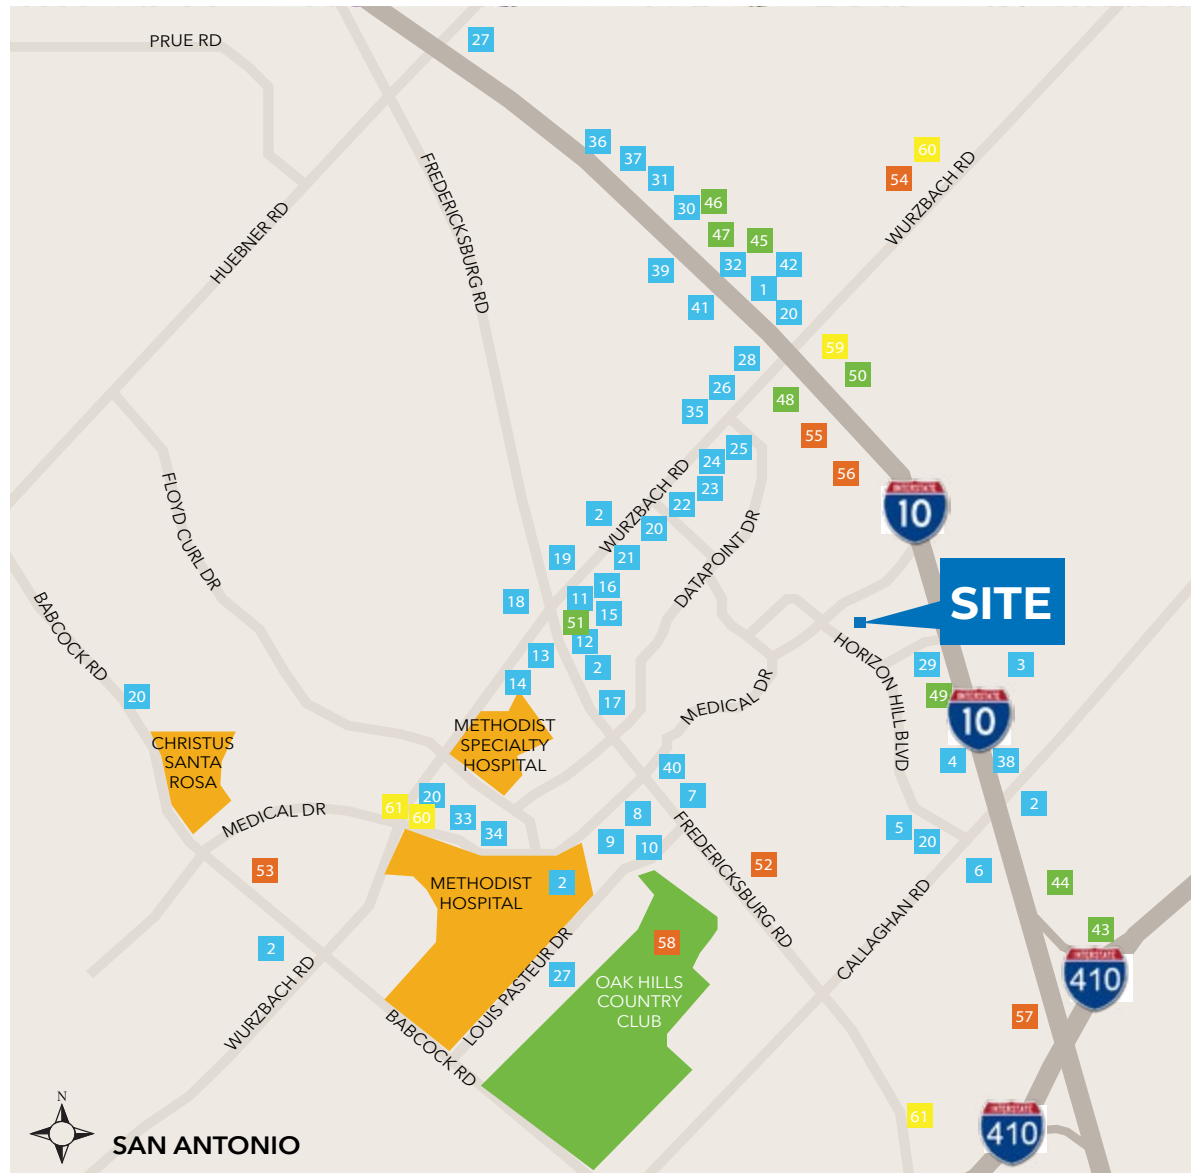 27
PRUE RD
36
37
60
31
54
FREDERICKSBURG RD
WURZBACH RD
46
30
HUEBNER RD
47
45
39
32
42
1
41
20
59
28
50
26
48
35
55
25
24
56
WURZBACH RD
23
22
INTERSTATE
10
2
20
FLOYD CURL DR
DATAPOINT DR
19
21
16
SITE
18
11
15
51
BABCOCK RD
12
HORIZON HILL BLVD
13
2
29
3
14
20
17
49
MEDICAL DR
INTERSTATE
10
METHODIST
SPECIALTY
HOSPITAL
CHRISTUS
SANTA
ROSA
4
38
40
7
20
61
60
2
MEDICAL DR
33
8
34
5
20
9
10
FREDERICKSBURG RD
52
53
6
METHODIST
HOSPITAL
2
44
CALLAGHAN RD
43
58
2
LOUIS PASTEUR DR
27
OAK HILLS
COUNTRY
CLUB
INTERSTATE
410
WURZBACH RD
57
BABCOCK RD
N
61
INTERSTATE
410
SAN ANTONIO